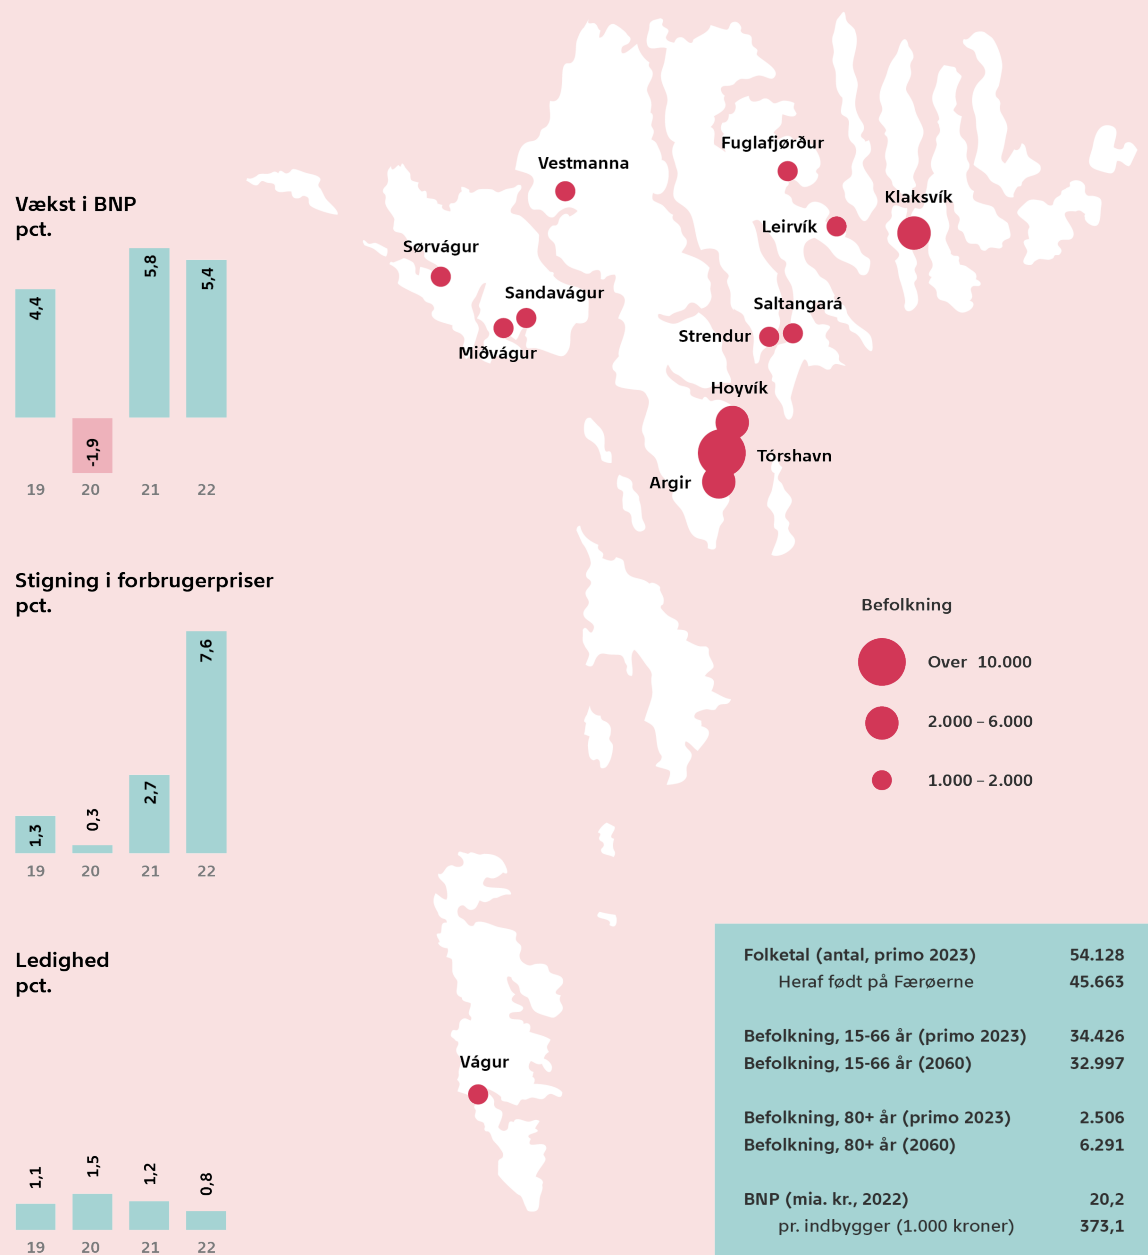 Vækst i BNP
pct.
4,4
-1,9
5,8
5,4
19 20 21 22
Stigning i forbrugerpriser
pct.
1,3
0,3
2,7
7,6
19 20 21 22
Ledighed
pct.
1,1
1,5
1,2
0,8
19 20 21 22
Fuglafjørður
Vestmanna
Klaksvík
Leirvík
Sørvágur
Sandavágur
Saltangará
Strendur
Miðvágur
Hoyvík
Tórshavn
Argir
Vágur
Befolkning
Over 10.000
2.000 – 6.000
1.000 – 2.000
Folketal (antal, primo 2023) 54.128
Heraf født på Færøerne 45.663
Befolkning, 15-66 år (primo 2023) 34.426
Befolkning, 15-66 år (2060) 32.997
Befolkning, 80+ år (primo 2023) 2.506
Befolkning, 80+ år (2060) 6.291
BNP (mia. kr., 2022) 20,2
pr. indbygger (1.000 kroner) 373,1